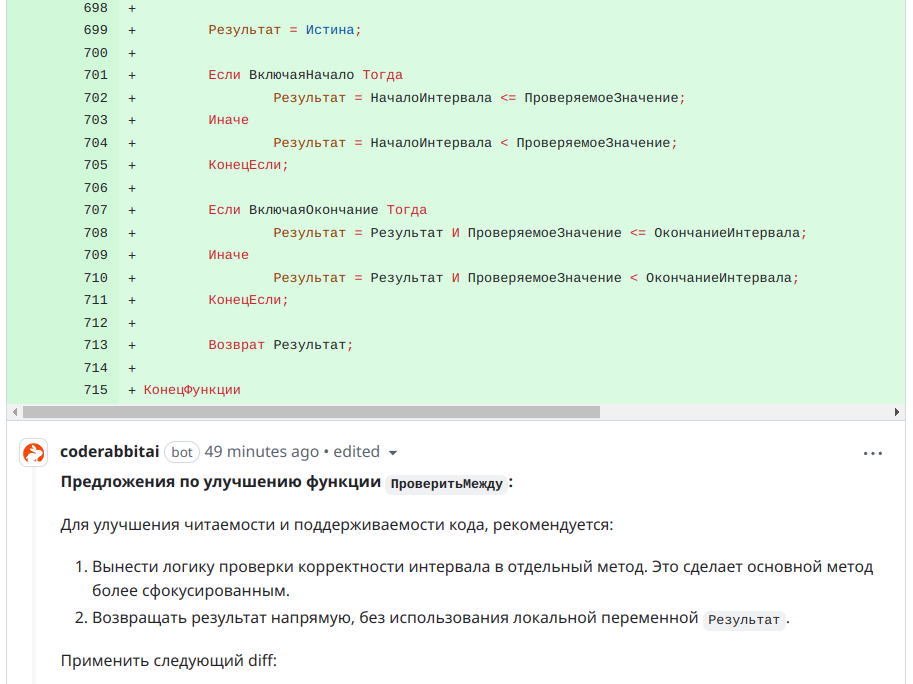 698 +
699 + Результат = Истина;
700 +
701 + Если ВключаяНачало Тогда
702 + Результат = НачалоИнтервала <= ПроверяемоеЗначение;
703 + Иначе
704 + Результат = НачалоИнтервала < ПроверяемоеЗначение;
705 + КонецЕсли;
706 +
707 + Если ВключаяОкончание Тогда
708 + Результат = Результат И ПроверяемоеЗначение <= ОкончаниеИнтервала;
709 + Иначе
710 + Результат = Результат И ПроверяемоеЗначение < ОкончаниеИнтервала;
711 + КонецЕсли;
712 +
713 + Возврат Результат;
714 +
715 + КонецФункции
coderabbitai bot 49 minutes ago • edited
Предложения по улучшению функции ПроверитьМежду:
Для улучшения читаемости и поддерживаемости кода, рекомендуется:
1. Вынести логику проверки корректности интервала в отдельный метод. Это сделает основной метод
более сфокусированным.
2. Возвращать результат напрямую, без использования локальной переменной Результат.
Применить следующий diff: